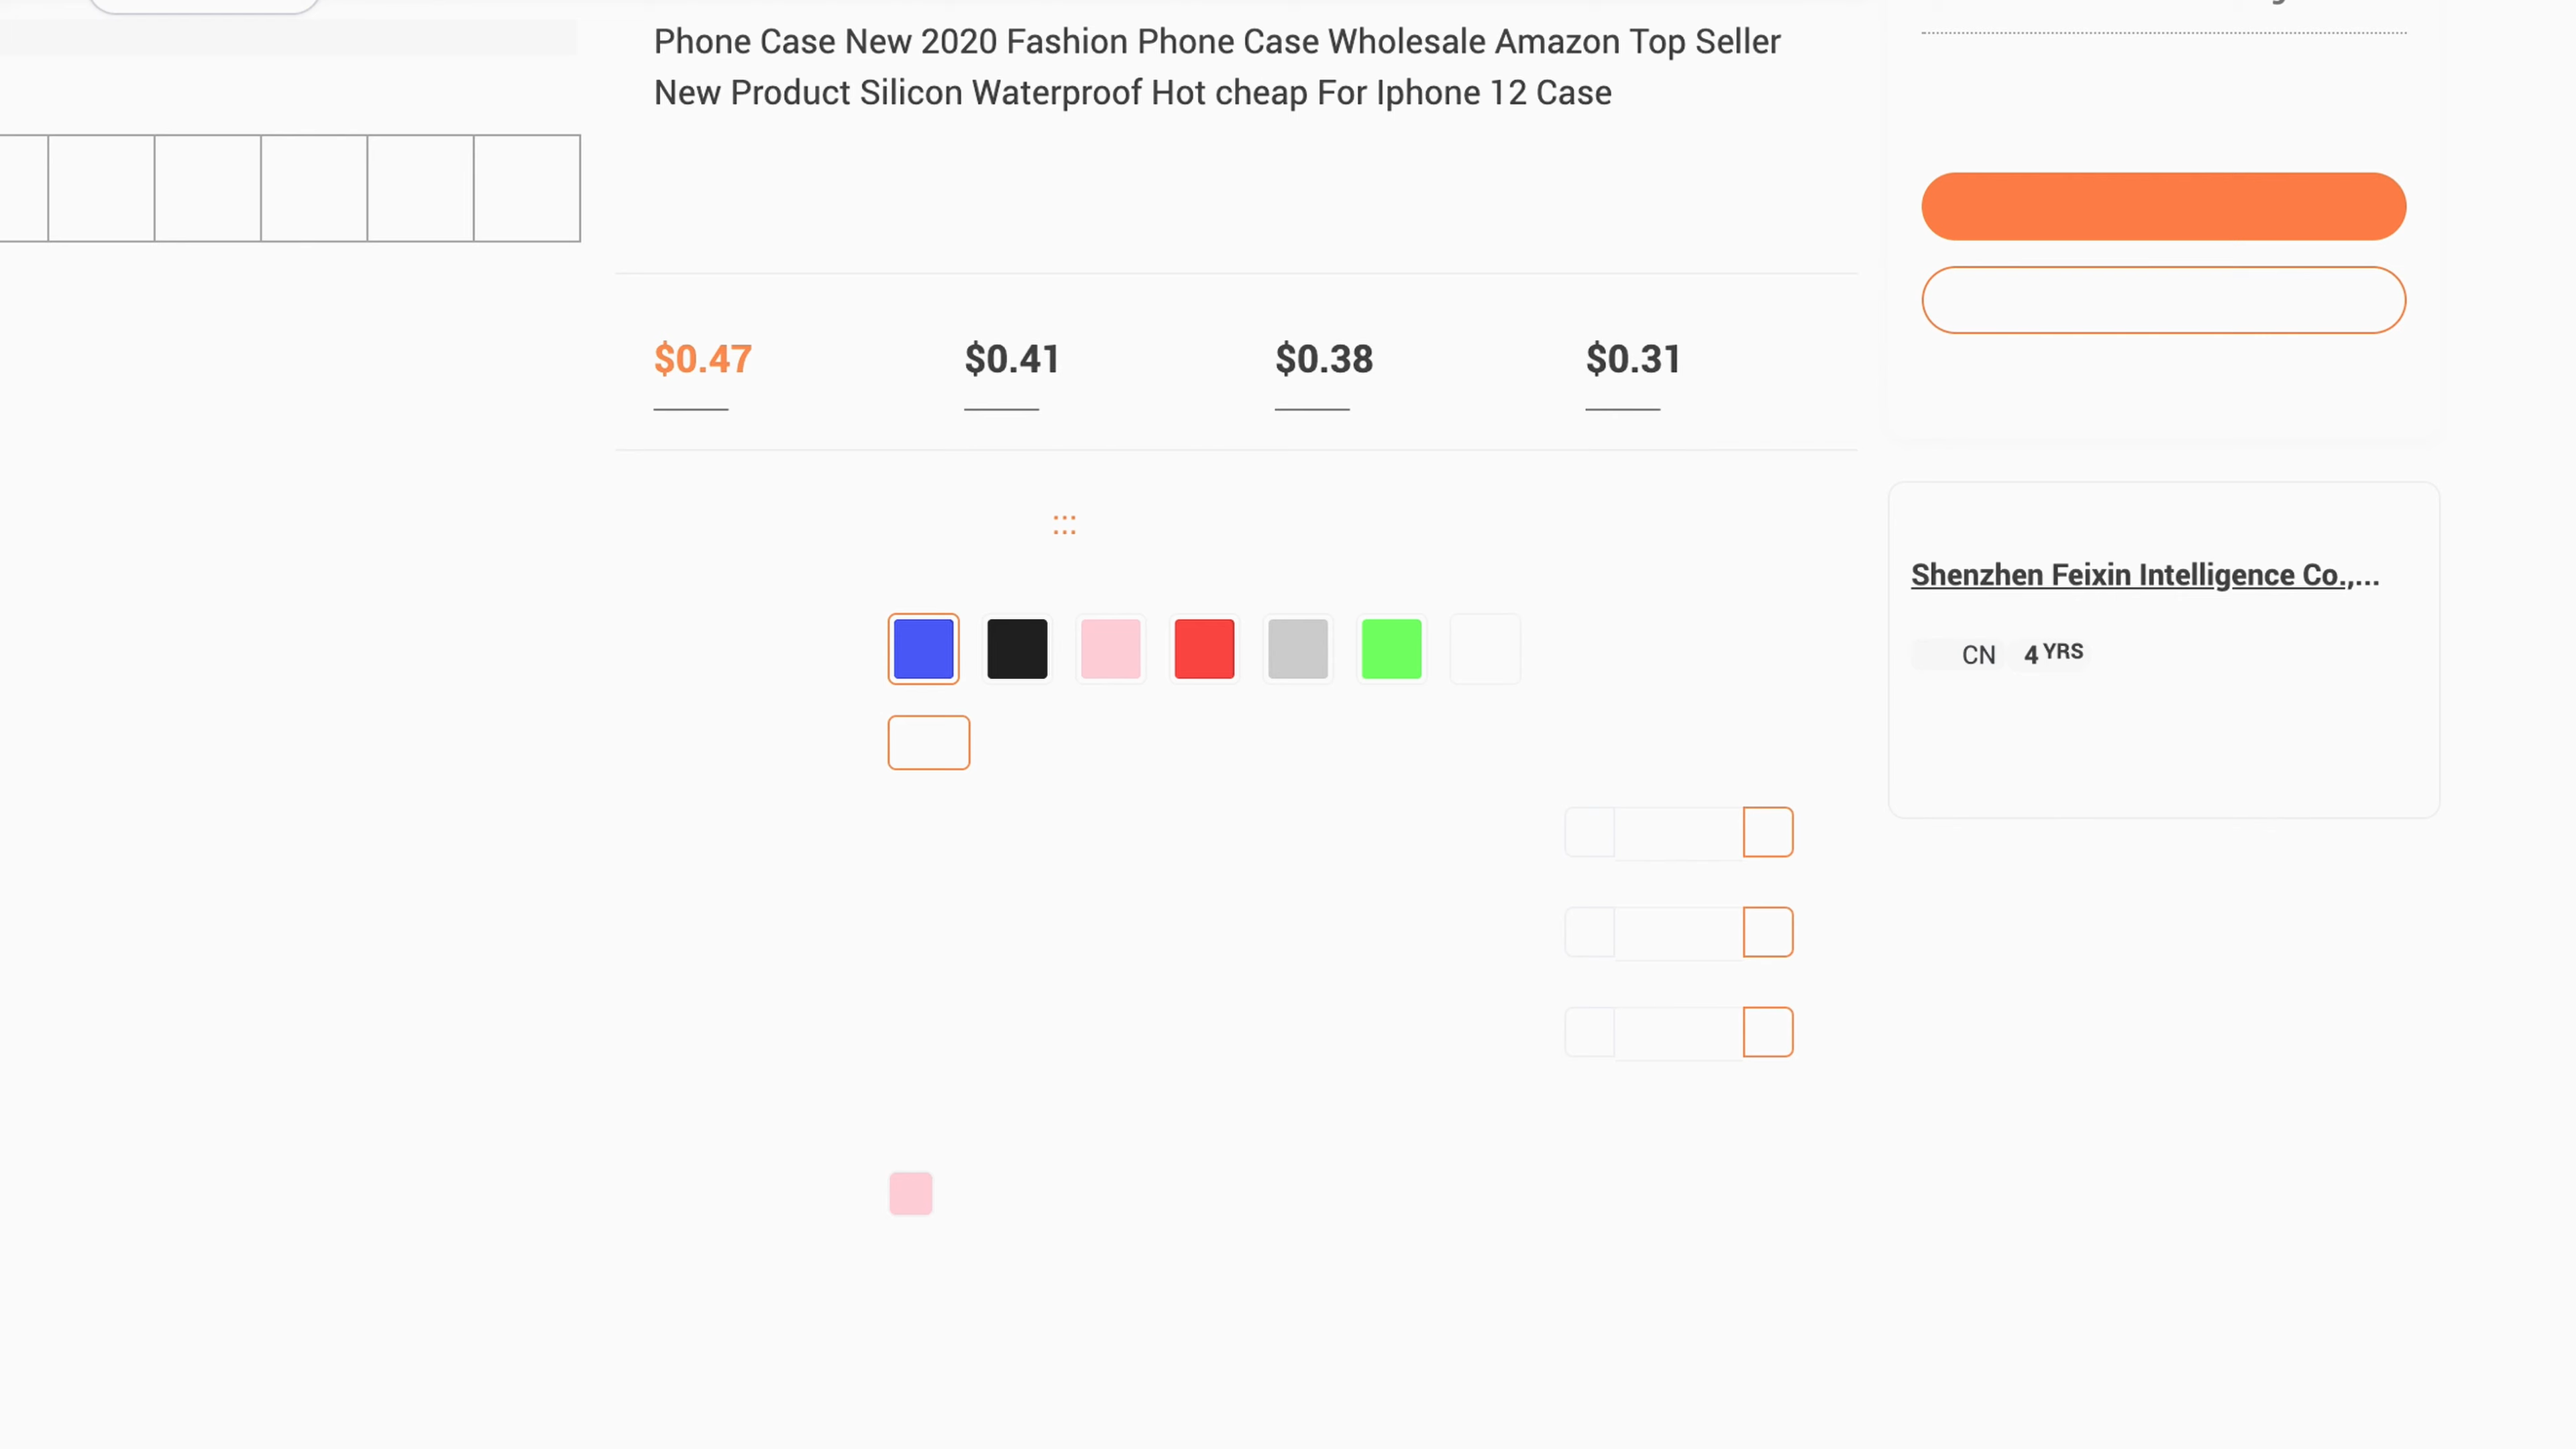 Phone Case New 2020 Fashion Phone Case Wholesale Amazon Top Seller
New Product Silicon Waterproof Hot cheap For Iphone 12 Case
$0.47
$0.41
$0.38
$0.31
Shenzhen Feixin Intelligence Co.,...
CN 4 YRS